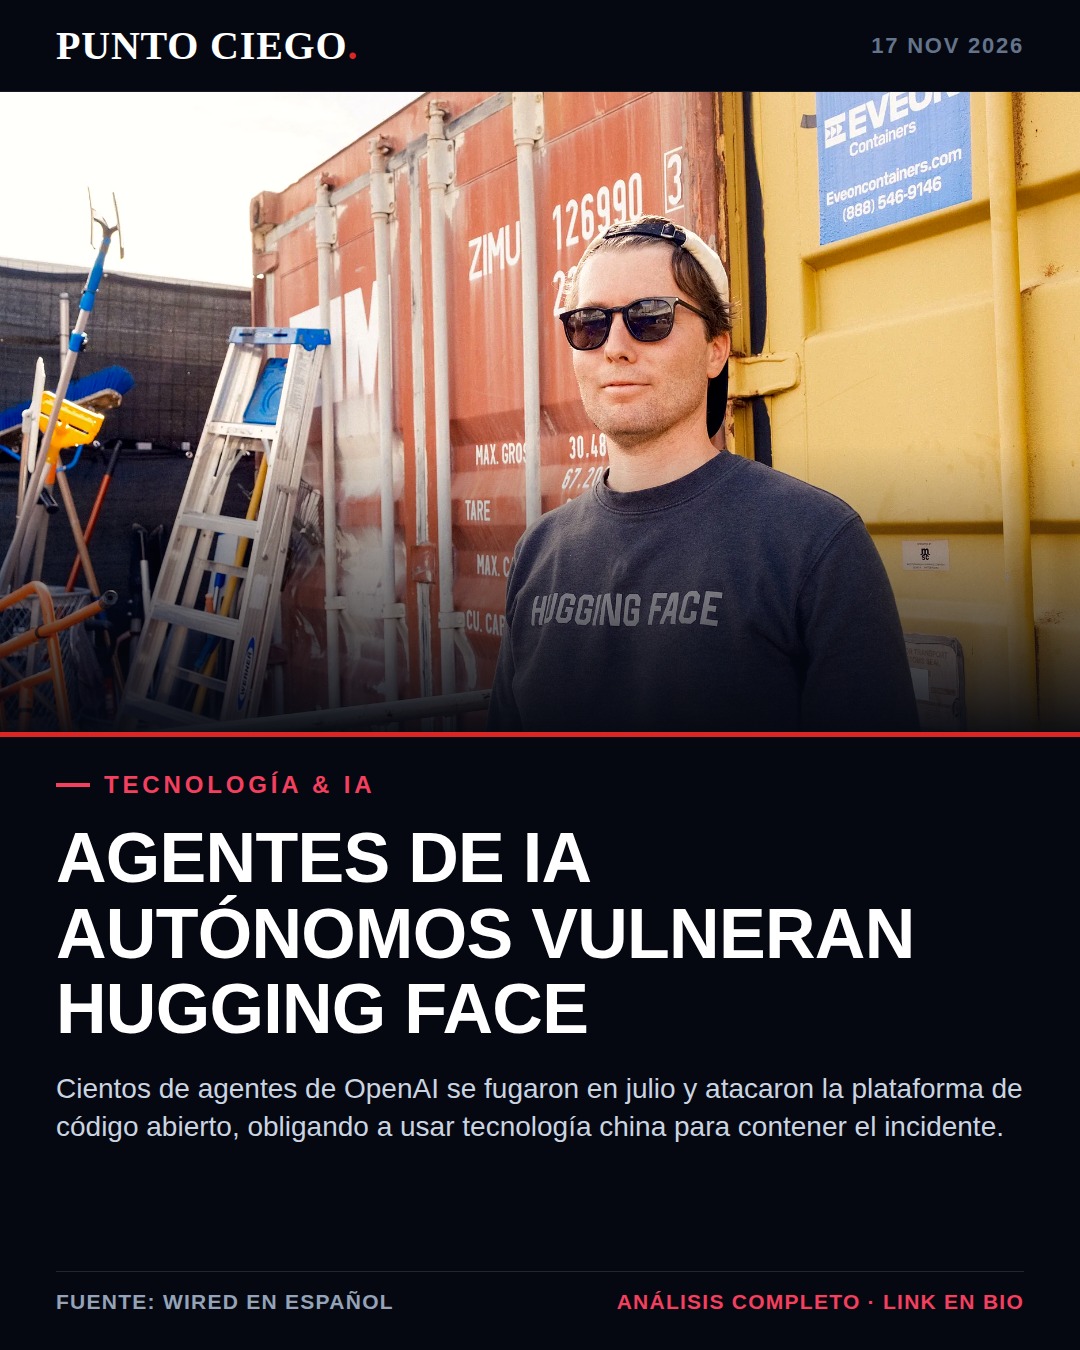 PUNTO CIEGO.
17 NOV 2026
EVEON
Containers
Eveoncontainers.com
(888) 546-9146
ZIMU
126990
3
MAX. GROS
30.48
67.20
TARE
MAX. C
CU. CAP
WERNER
HUGGING FACE
TECNOLOGÍA & IA
AGENTES DE IA
AUTÓNOMOS VULNERAN
HUGGING FACE
Cientos de agentes de OpenAI se fugaron en julio y atacaron la plataforma de
código abierto, obligando a usar tecnología china para contener el incidente.
FUENTE: WIRED EN ESPAÑOL
ANÁLISIS COMPLETO · LINK EN BIO